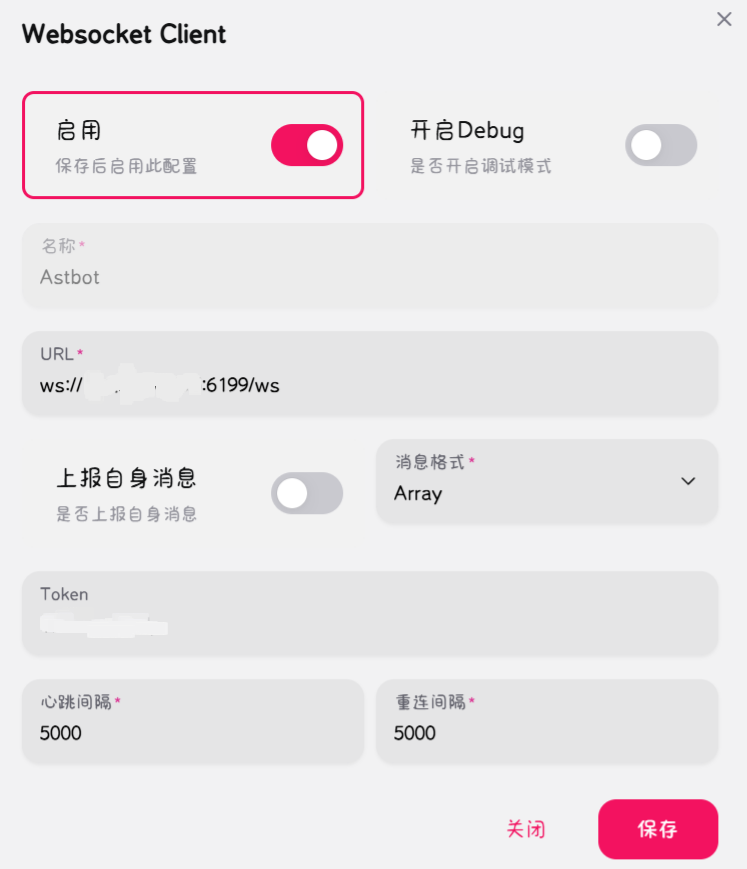 Websocket Client
启用
保存后启用此配置
开启Debug
是否开启调试模式
名称*
Astbot
URL*
ws://
:6199/ws
上报自身消息
是否上报自身消息
消息格式*
Array
Token
心跳间隔*
5000
重连间隔*
5000
关闭
保存